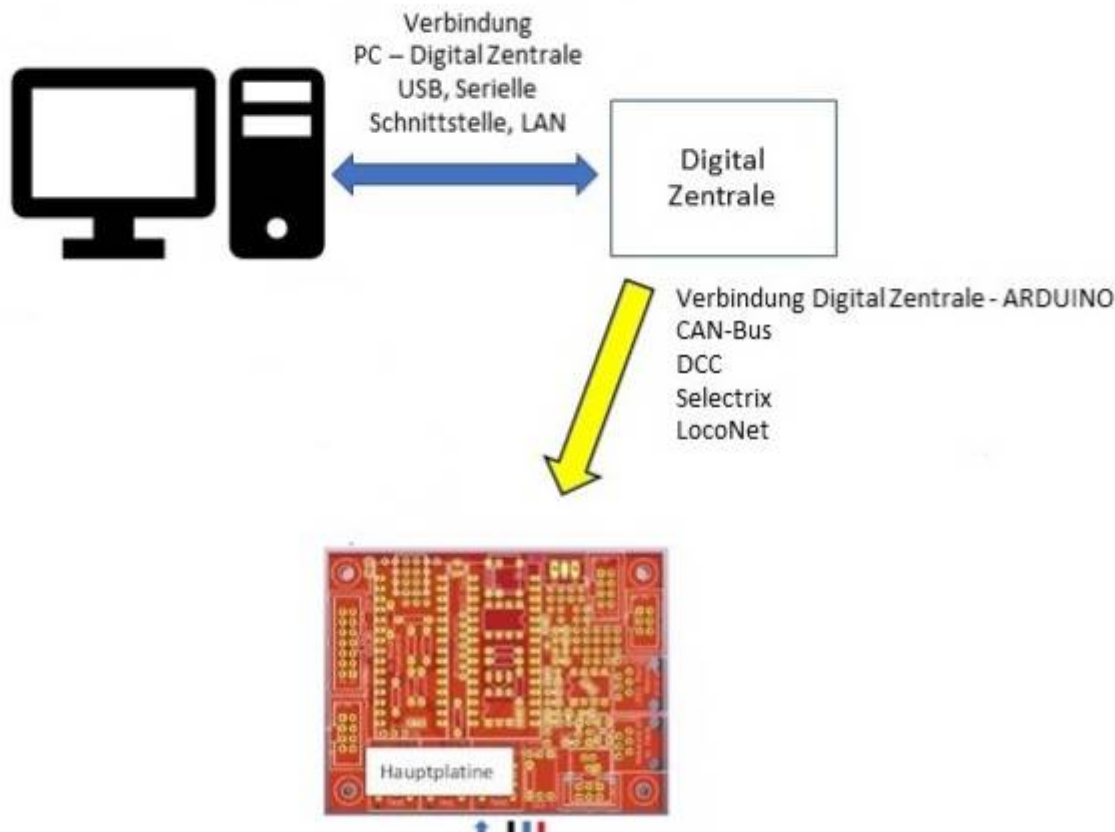 Verbindung
PC – Digital Zentrale
USB, Serielle
Schnittstelle, LAN
Digital
Zentrale
Verbindung Digital Zentrale - ARDUINO
CAN-Bus
DCC
Selectrix
LocoNet
Hauptplatine